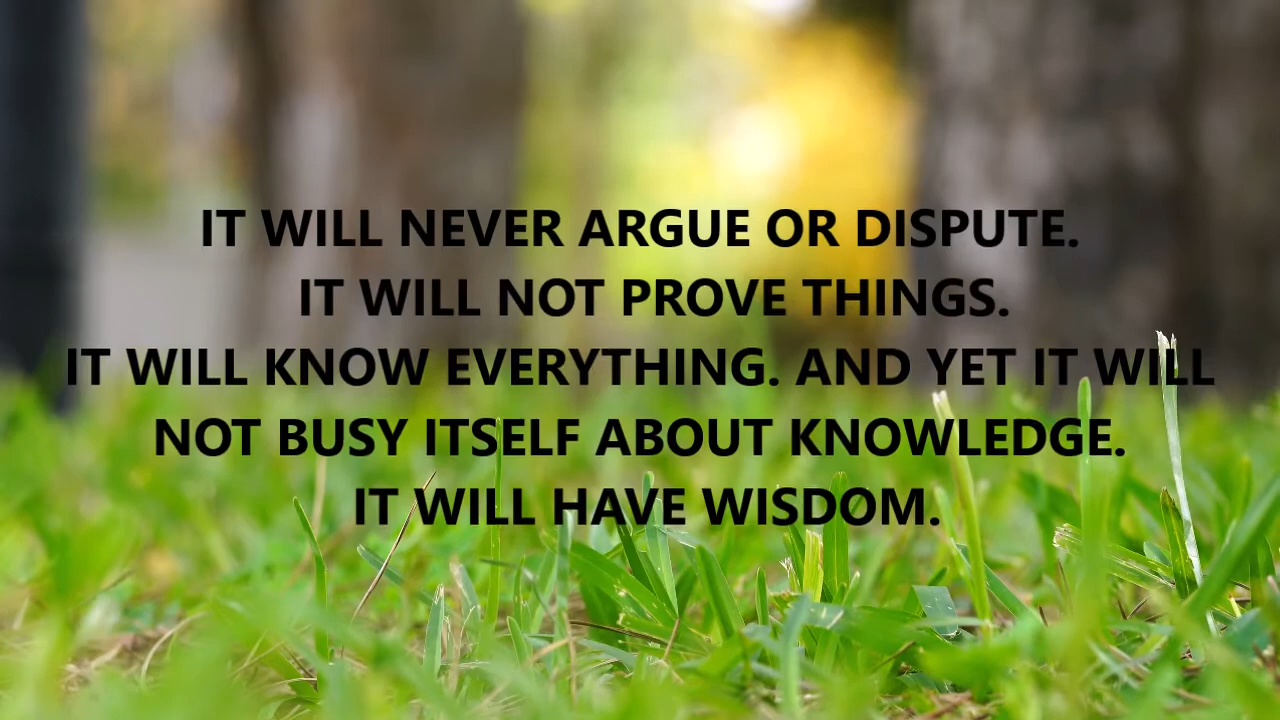 IT WILL NEVER ARGUE OR DISPUTE.
IT WILL NOT PROVE THINGS.
IT WILL KNOW EVERYTHING. AND YET IT WILL
NOT BUSY ITSELF ABOUT KNOWLEDGE.
IT WILL HAVE WISDOM.